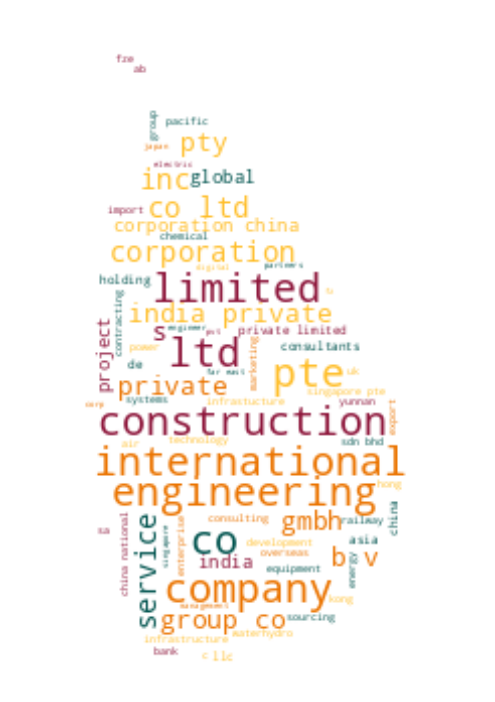 fze
ab
group
pacific
pty
japan
electric
inc
global
import
co ltd
corporation china
chemical
corporation
digital
partners
holding
limited
contracting
india private
s
engineer
pvt
private limited
project
ltd
marketing
consultants
power
de
far east
pte
uk
private
singapore pte
corp
systems
infrastucture
yunnan
construction
export
air
technology
sdn bhd
international
engineering
hong
china national
sa
service
singapore
enterprise
consulting
gmbh
railway
china
co
development
asia
overseas
b v
india
energy
equipment
company
kong
management
group co
sourcing
waterhydro
infrastructure
bank
c llc